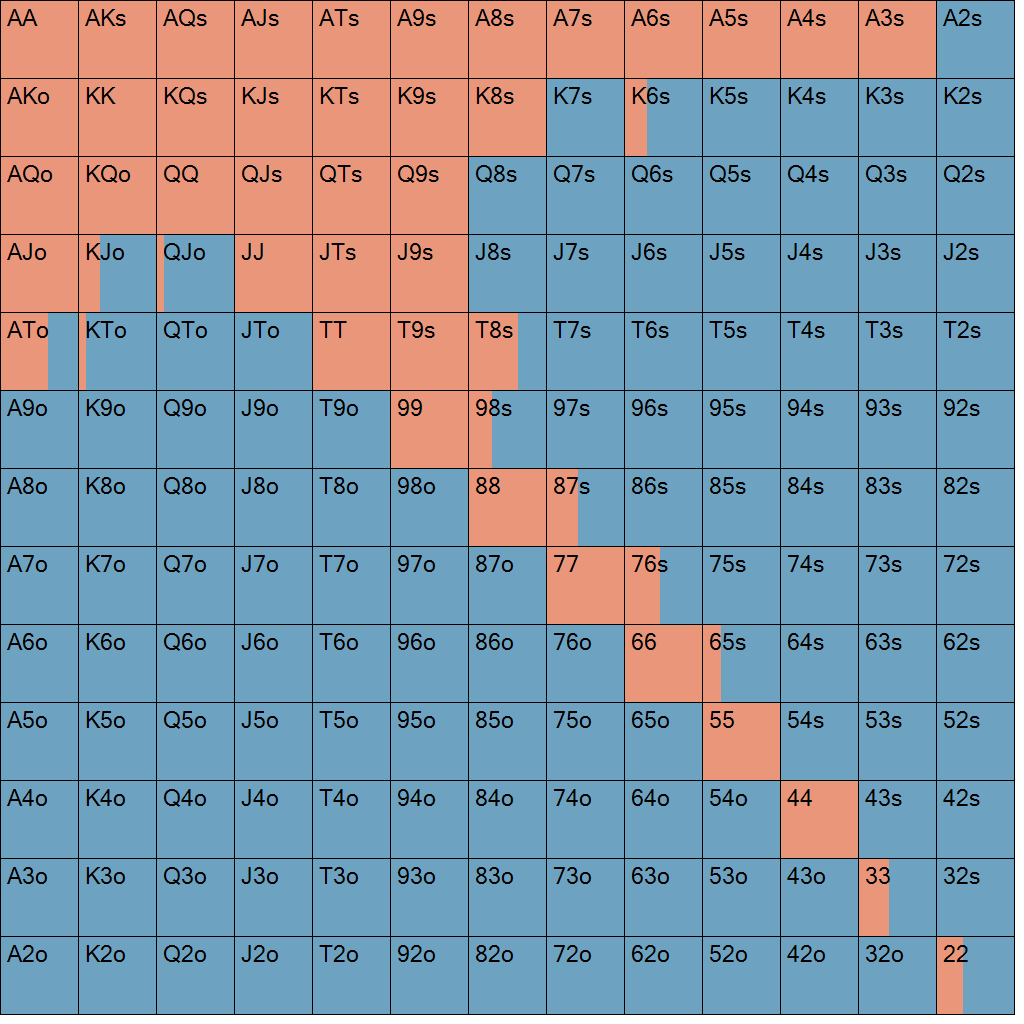 AA AKs AQs AJs ATs A9s A8s A7s A6s A5s A4s A3s A2s
AKo KK KQs KJs KTs K9s K8s K7s K6s K5s K4s K3s K2s
AQo KQo QQ QJs QTs Q9s Q8s Q7s Q6s Q5s Q4s Q3s Q2s
AJo KJo QJo JJ JTs J9s J8s J7s J6s J5s J4s J3s J2s
ATo KTo QTo JTo TT T9s T8s T7s T6s T5s T4s T3s T2s
A9o K9o Q9o J9o T9o 99 98s 97s 96s 95s 94s 93s 92s
A8o K8o Q8o J8o T8o 98o 88 87s 86s 85s 84s 83s 82s
A7o K7o Q7o J7o T7o 97o 87o 77 76s 75s 74s 73s 72s
A6o K6o Q6o J6o T6o 96o 86o 76o 66 65s 64s 63s 62s
A5o K5o Q5o J5o T5o 95o 85o 75o 65o 55 54s 53s 52s
A4o K4o Q4o J4o T4o 94o 84o 74o 64o 54o 44 43s 42s
A3o K3o Q3o J3o T3o 93o 83o 73o 63o 53o 43o 33 32s
A2o K2o Q2o J2o T2o 92o 82o 72o 62o 52o 42o 32o 22